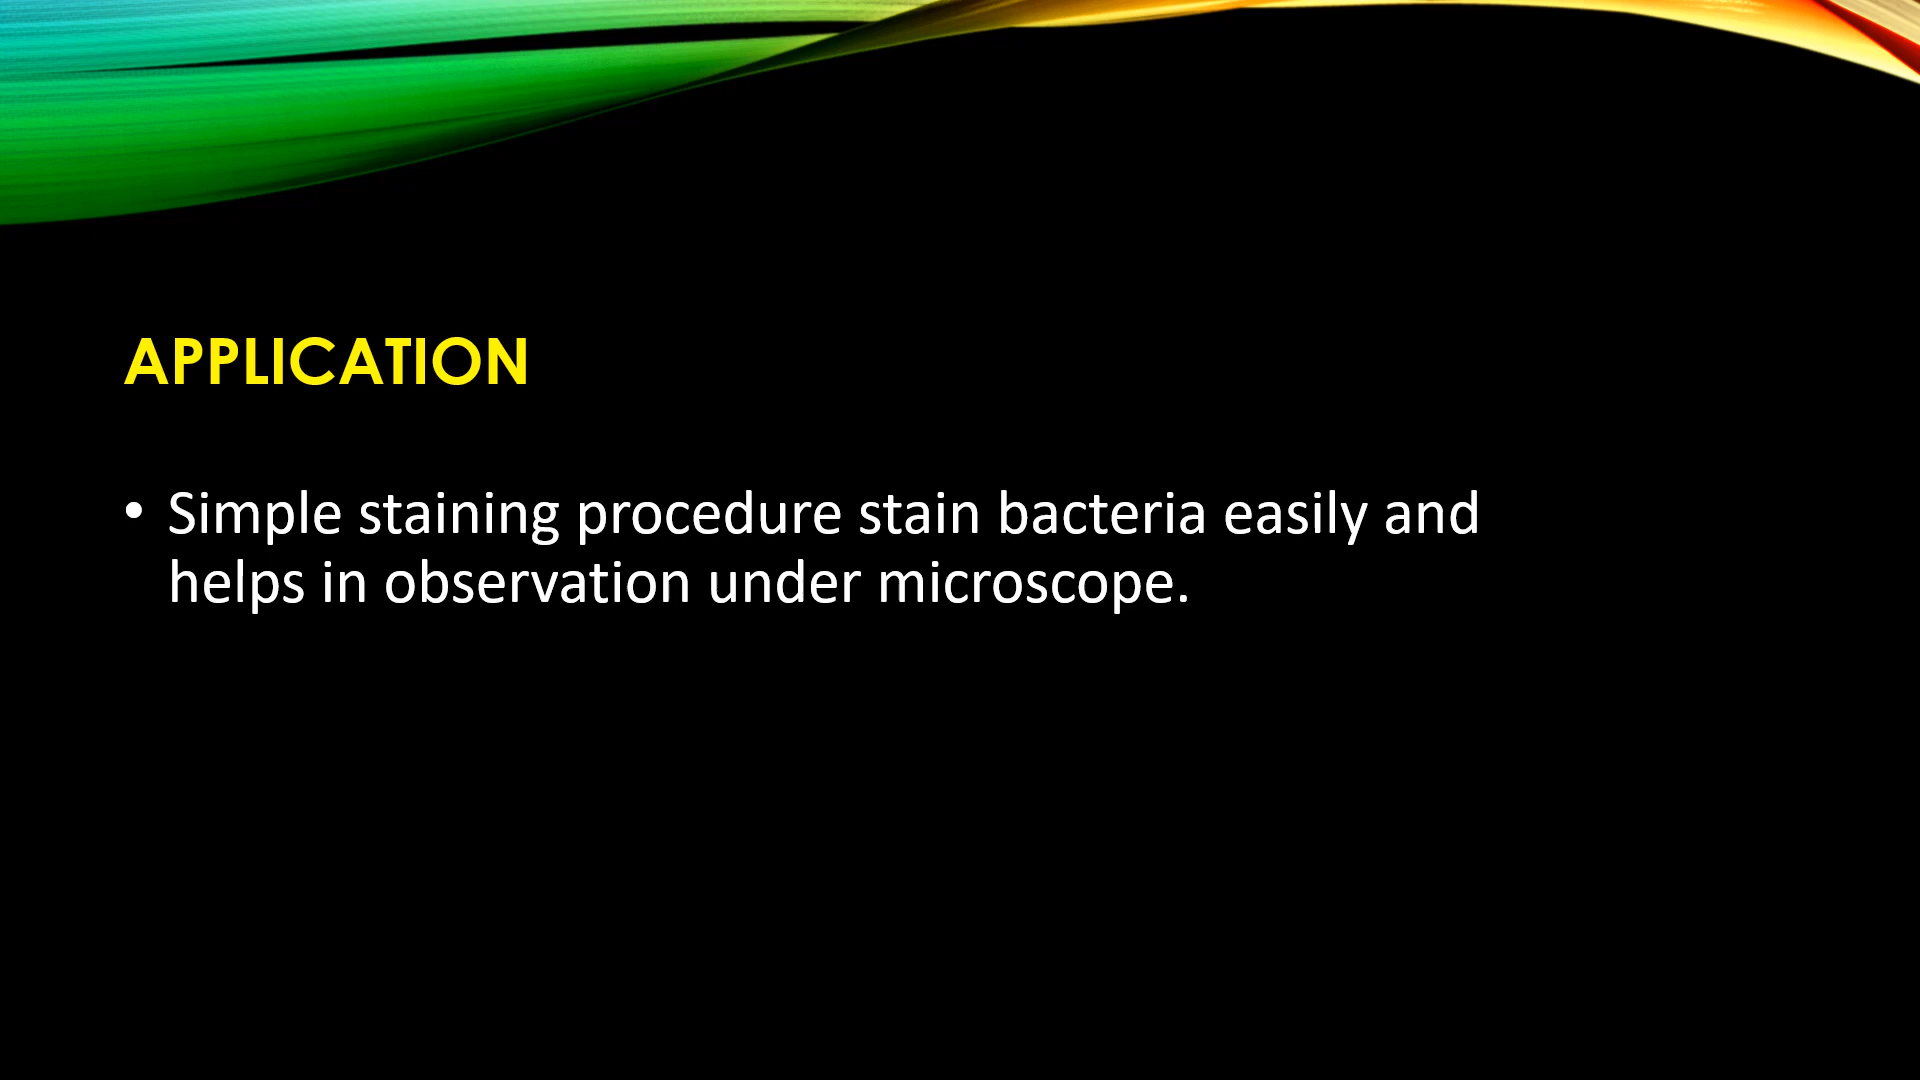 APPLICATION
• Simple staining procedure stain bacteria easily and
helps in observation under microscope.